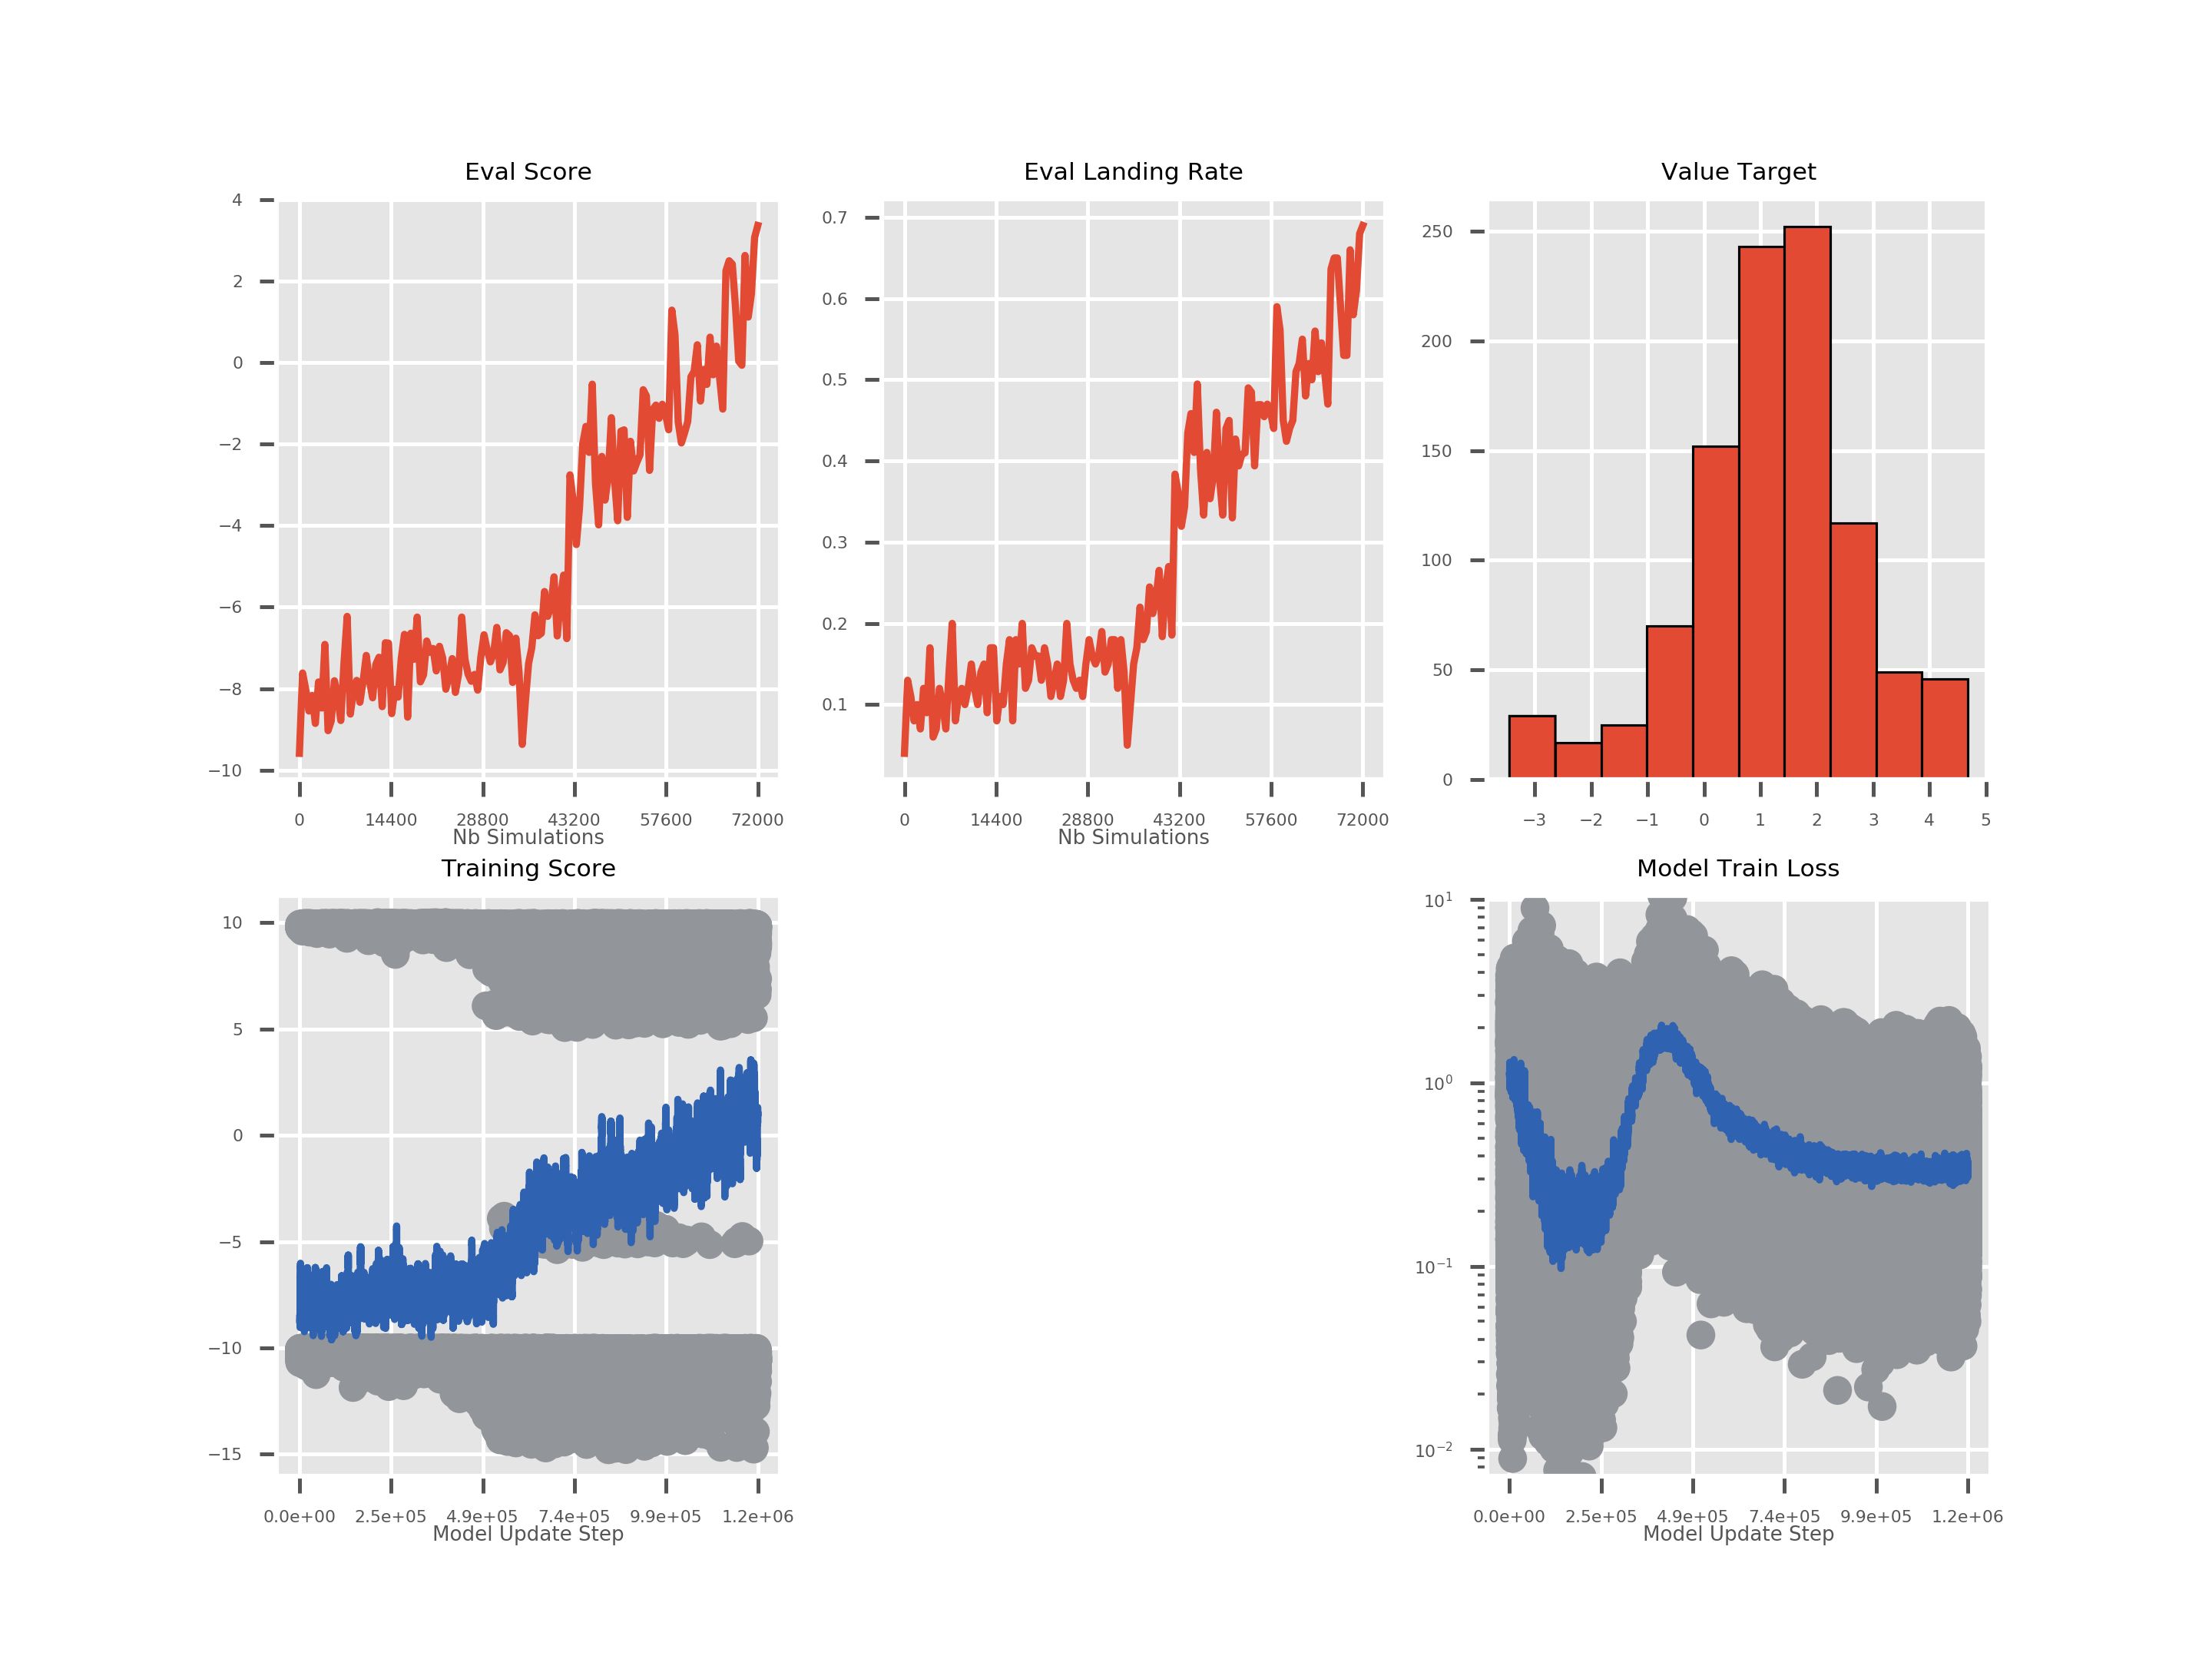 Eval Score
4
2
0
−2
−4
−6
−8
−10
0 14400 28800 43200 57600 72000
Nb Simulations
Eval Landing Rate
0.7
0.6
0.5
0.4
0.3
0.2
0.1
0 14400 28800 43200 57600 72000
Nb Simulations
Value Target
250
200
150
100
50
0
−3 −2 −1 0 1 2 3 4 5
Training Score
10
5
0
−5
−10
−15
0.0e+00 2.5e+05 4.9e+05 7.4e+05 9.9e+05 1.2e+06
Model Update Step
Model Train Loss
10¹
10⁰
10⁻¹
10⁻²
0.0e+00 2.5e+05 4.9e+05 7.4e+05 9.9e+05 1.2e+06
Model Update Step